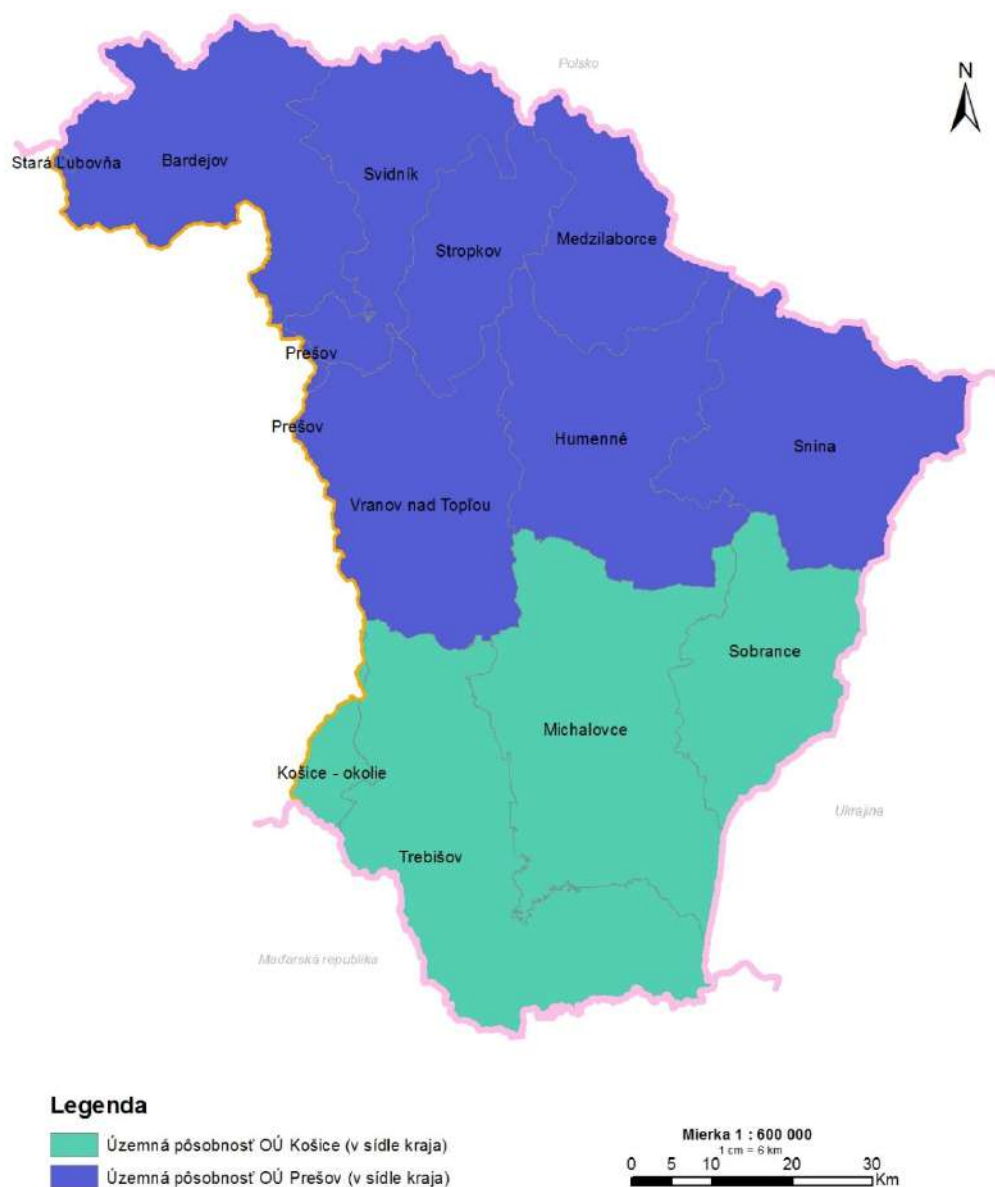 Poľsko
N
Stará Ľubovňa
Bardejov
Svidník
Stropkov
Medzilaborce
Prešov
Prešov
Humenné
Snina
Vranov nad Topľou
Sobrance
Michalovce
Košice - okolie
Ukrajina
Trebišov
Maďarská republika
Legenda
Územná pôsobnosť OÚ Košice (v sídle kraja)
Územná pôsobnosť OÚ Prešov (v sídle kraja)
Mierka 1 : 600 000
1 cm = 6 km
0 5 10 20 30
Km